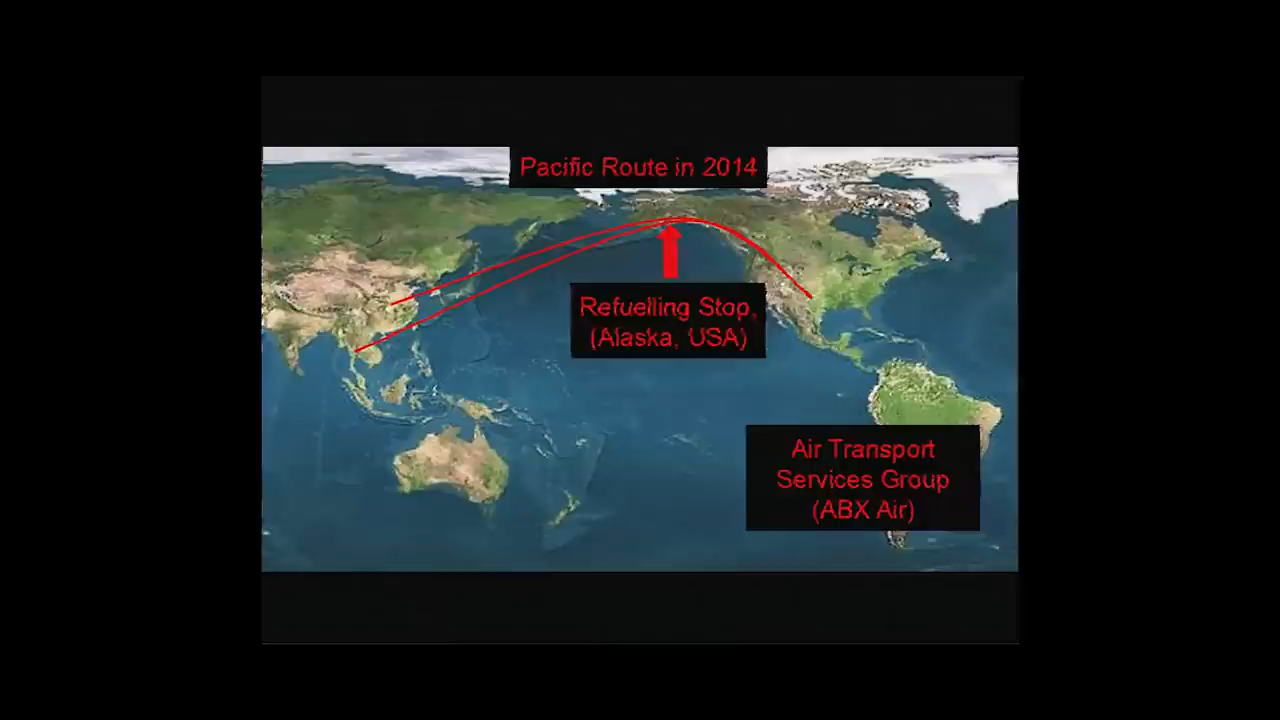 Pacific Route in 2014
Refuelling Stop,
(Alaska, USA)
Air Transport
Services Group
(ABX Air)